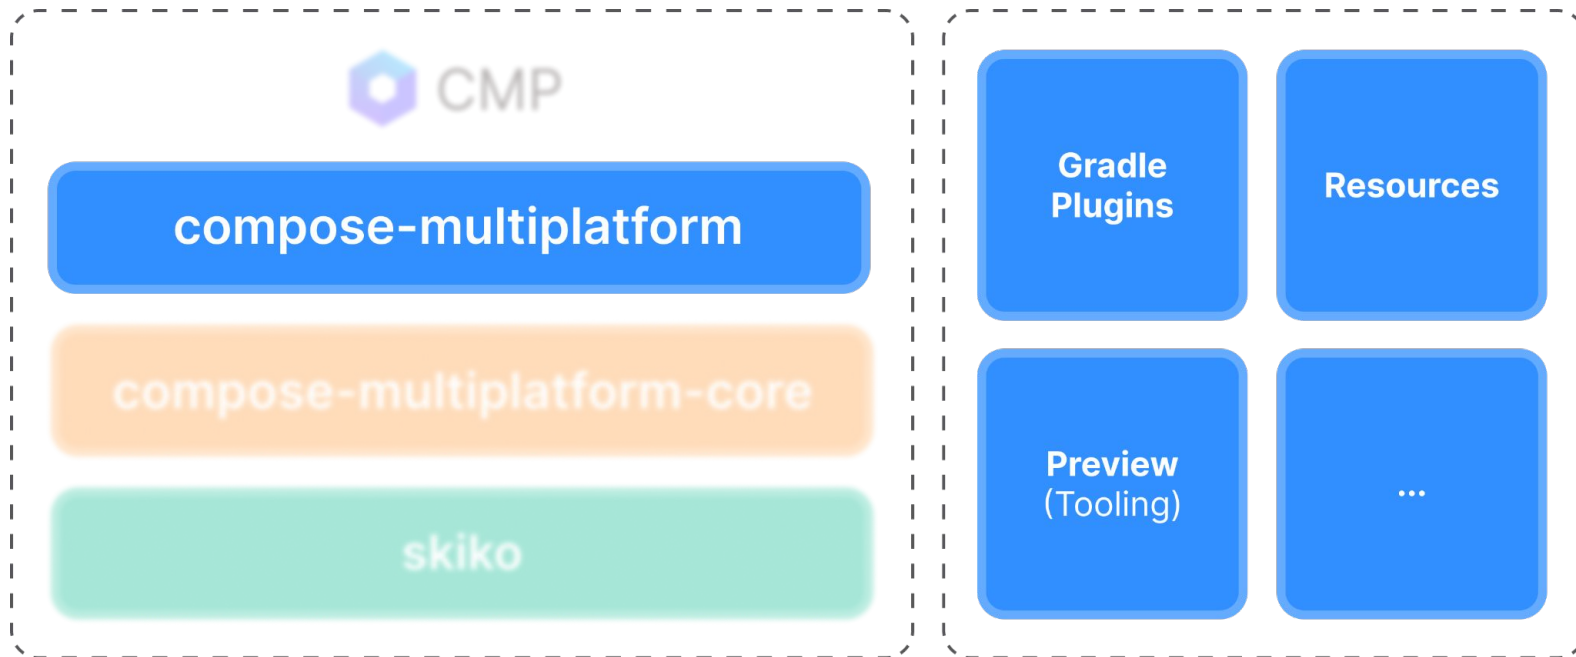 CMP
compose-multiplatform
compose-multiplatform-core
skiko
Gradle
Plugins
Resources
Preview
(Tooling)
...